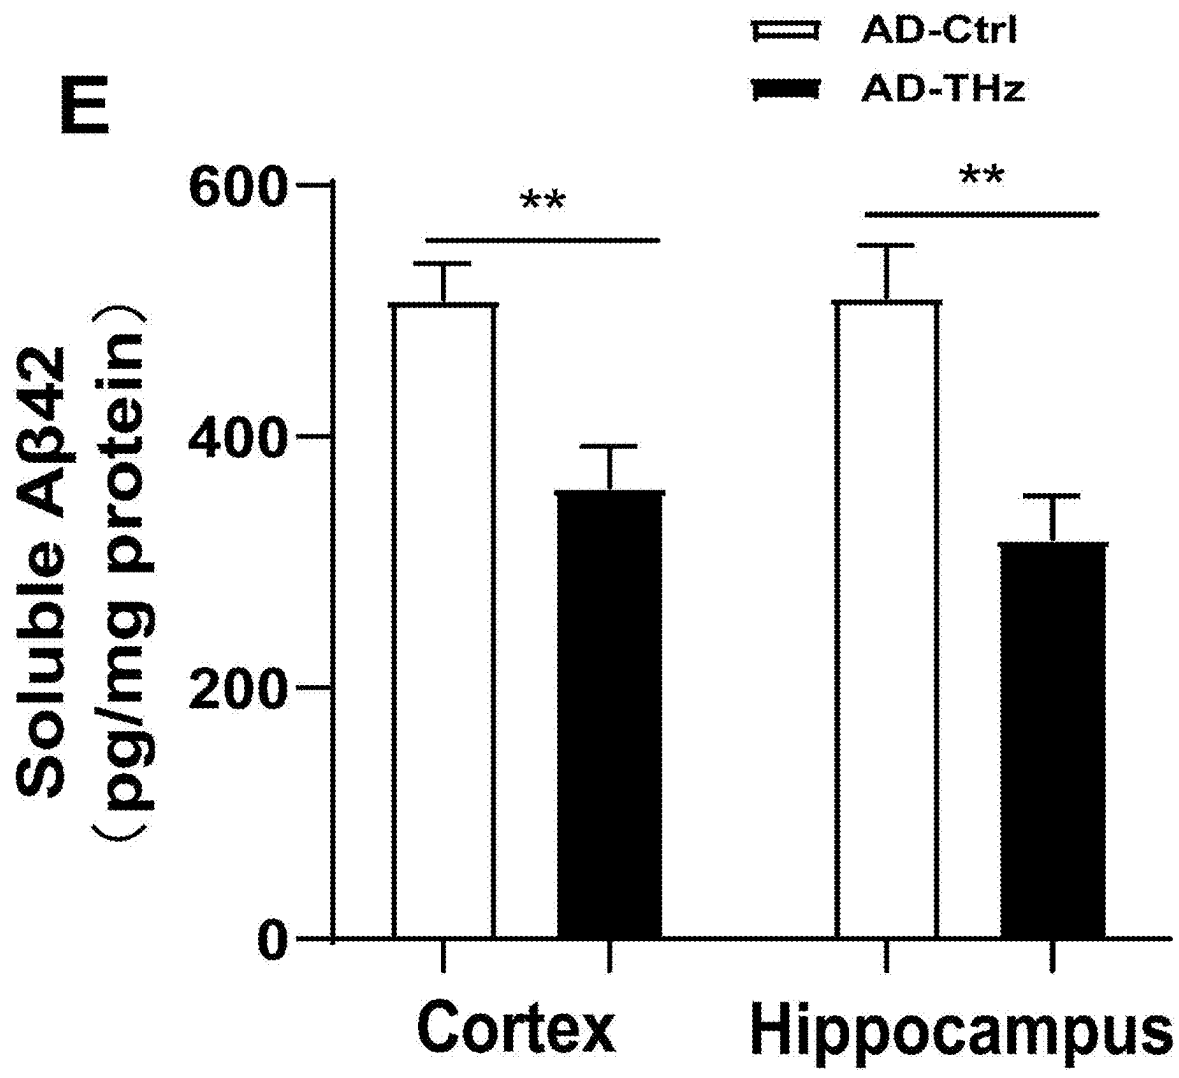 AD-Ctrl
AD-THz
E
Soluble Aβ42
（pg/mg protein）
600
400
200
0
**
**
Cortex
Hippocampus